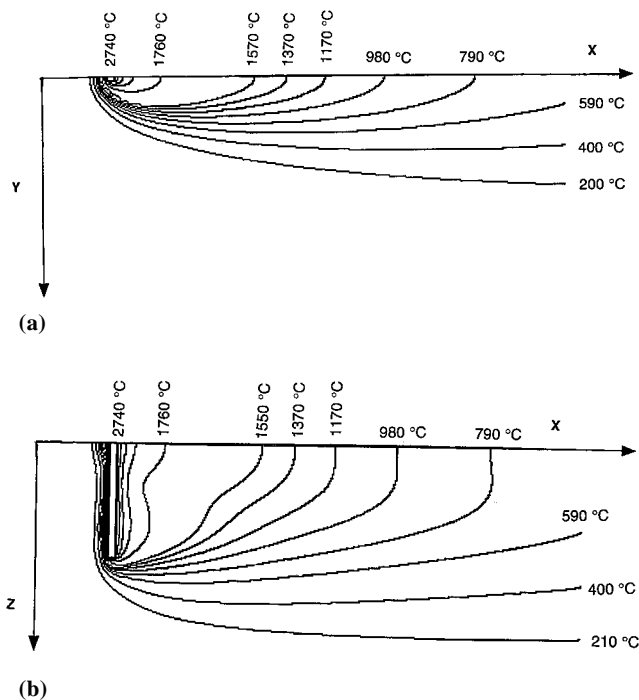 2740 °C
1760 °C
1570 °C
1370 °C
1170 °C
980 °C
790 °C
X
590 °C
400 °C
200 °C
Y
(a)
2740 °C
1760 °C
1550 °C
1370 °C
1170 °C
980 °C
790 °C
X
590 °C
400 °C
210 °C
Z
(b)